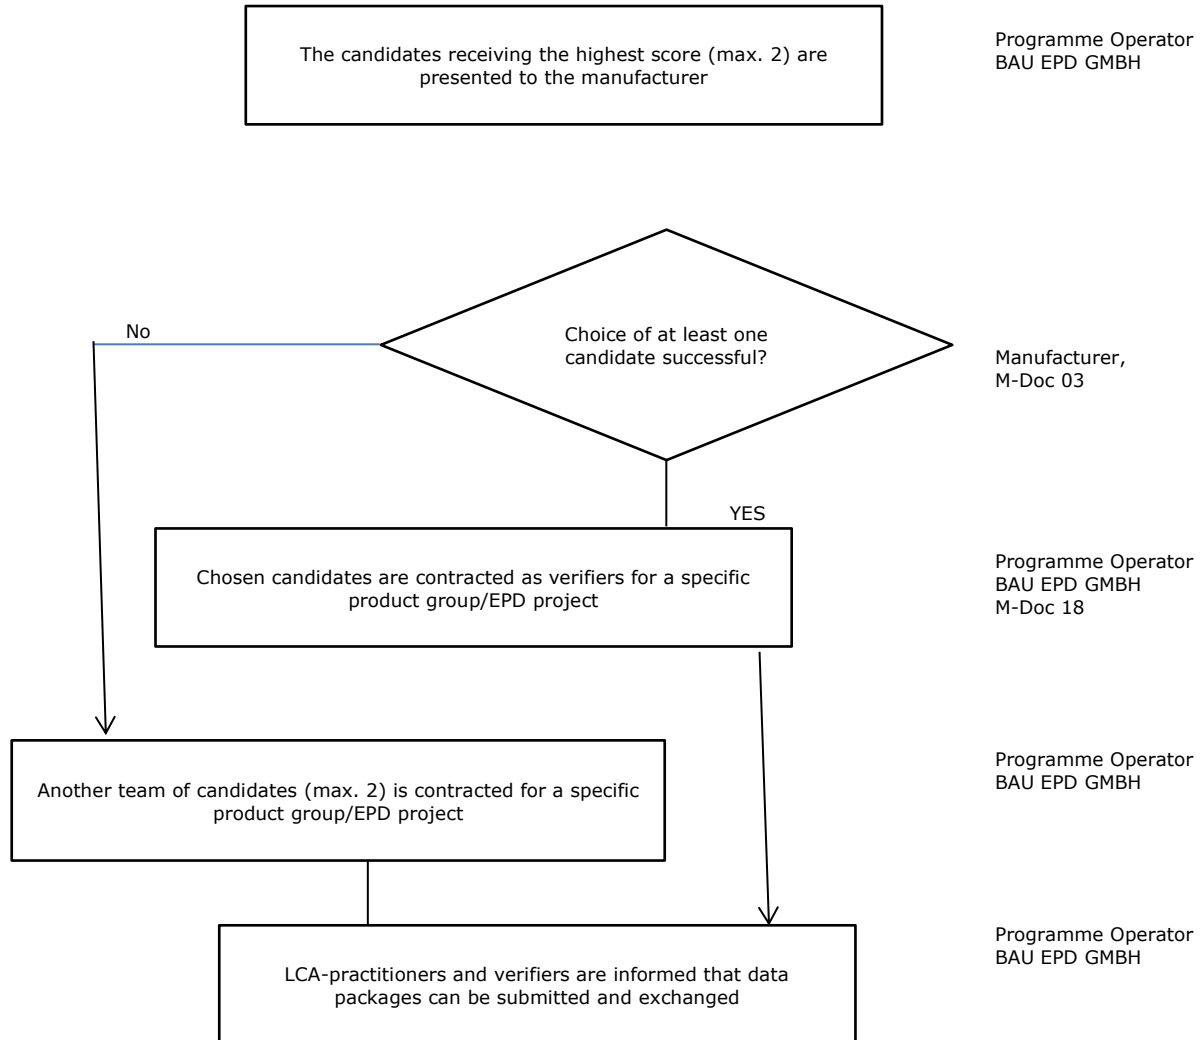 The candidates receiving the highest score (max. 2) are
presented to the manufacturer
Programme Operator
BAU EPD GMBH
No
Choice of at least one
candidate successful?
Manufacturer,
M-Doc 03
YES
Chosen candidates are contracted as verifiers for a specific
product group/EPD project
Programme Operator
BAU EPD GMBH
M-Doc 18
Another team of candidates (max. 2) is contracted for a specific
product group/EPD project
Programme Operator
BAU EPD GMBH
LCA-practitioners and verifiers are informed that data
packages can be submitted and exchanged
Programme Operator
BAU EPD GMBH